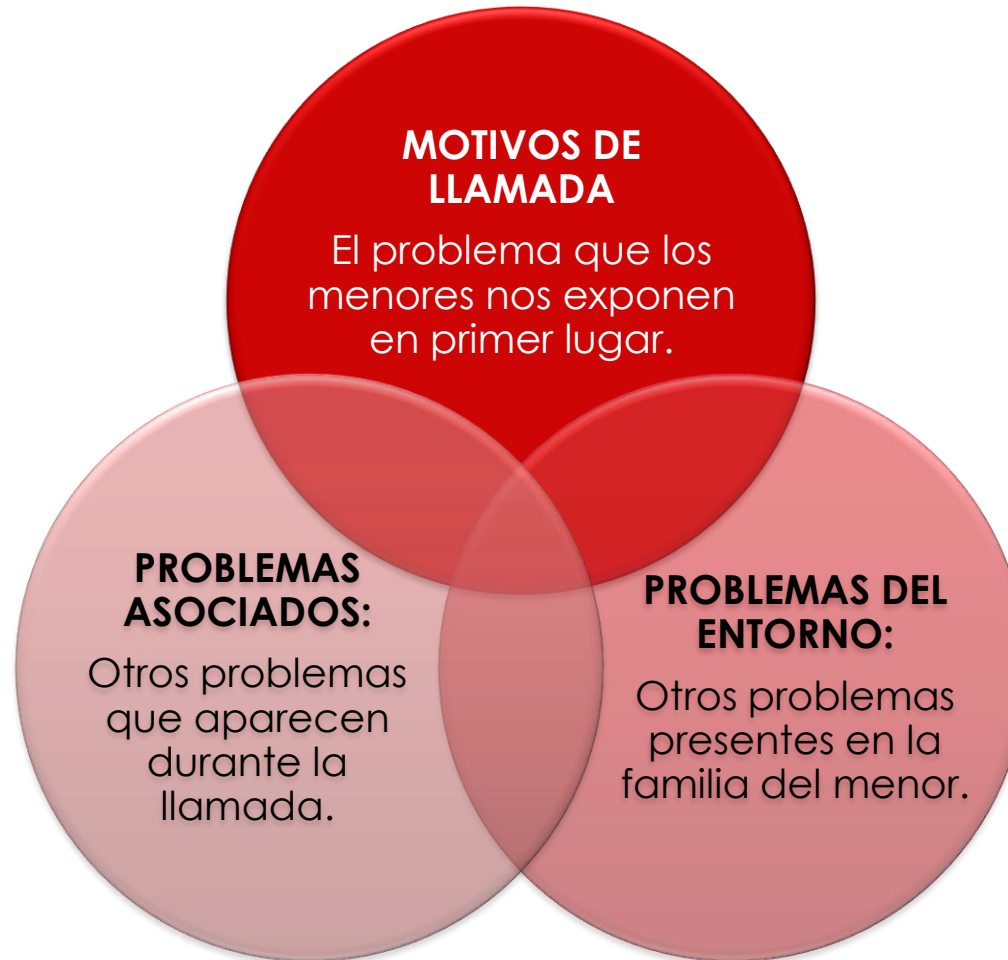 MOTIVOS DE
LLAMADA
El problema que los
menores nos exponen
en primer lugar.
PROBLEMAS
ASOCIADOS:
Otros problemas
que aparecen
durante la
llamada.
PROBLEMAS DEL
ENTORNO:
Otros problemas
presentes en la
familia del menor.